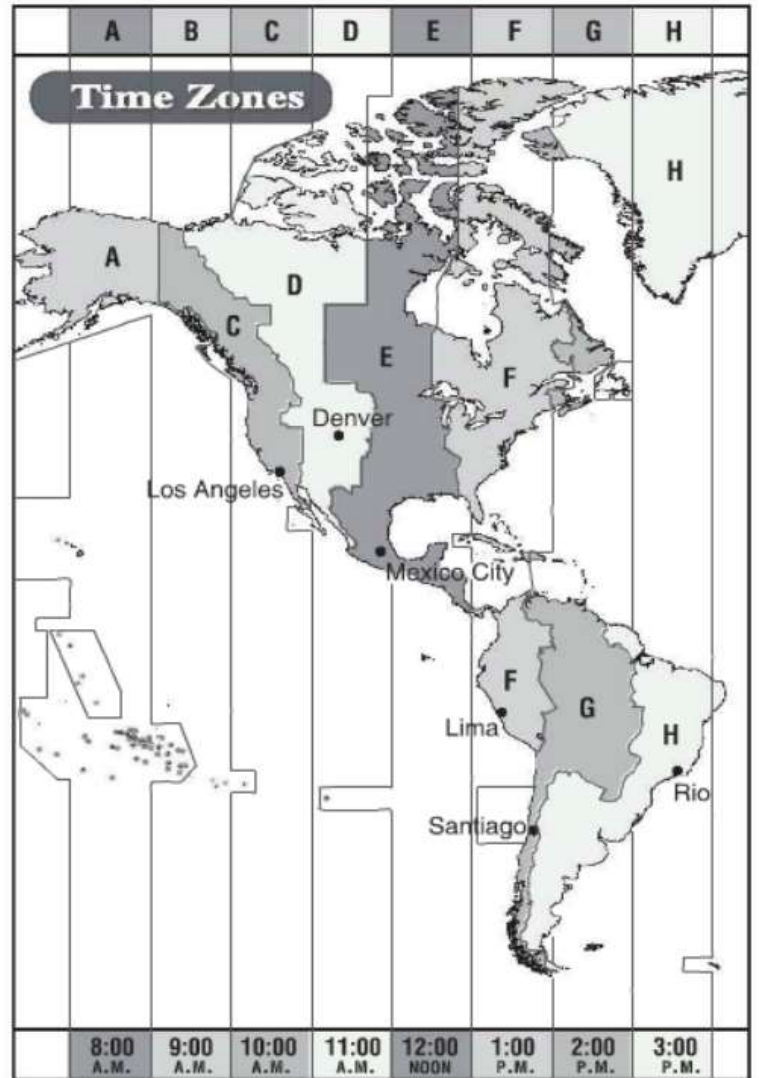 A B C D E F G H
Time Zones
H
A
D
C
E
F
Denver
Los Angeles
Mexico City
F
G
Lima
H
Rio
Santiago
8:00 9:00 10:00 11:00 12:00 1:00 2:00 3:00
A.M. A.M. A.M. A.M. NOON P.M. P.M. P.M.